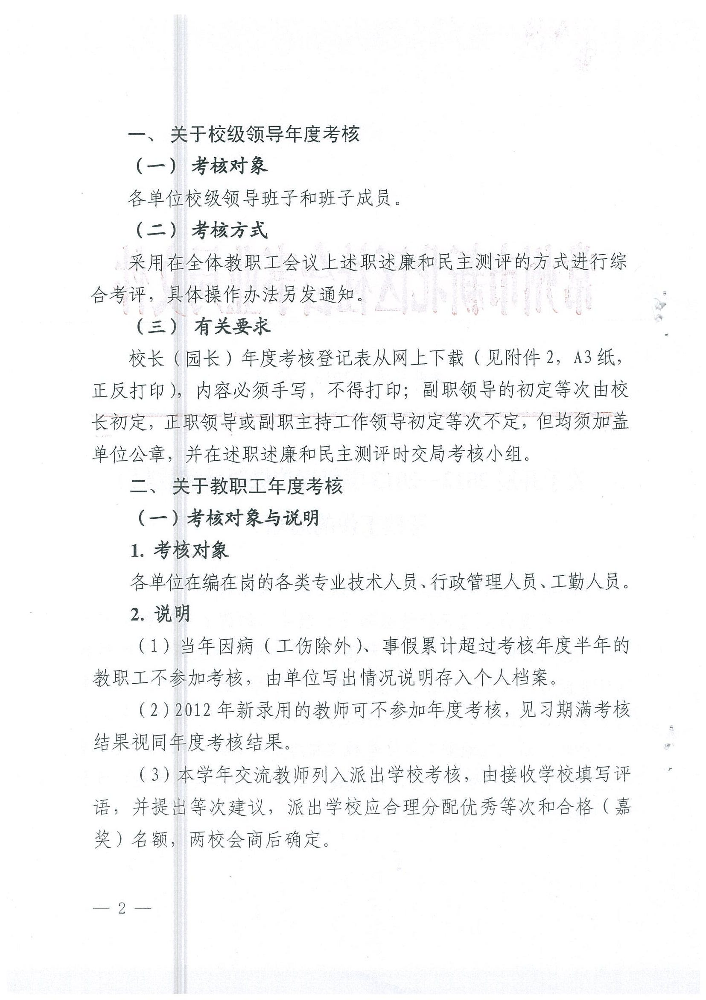 一、 关于校级领导年度考核
（一） 考核对象
各单位校级领导班子和班子成员。
（二） 考核方式
采用在全体教职工会议上述职述廉和民主测评的方式进行综
合考评，具体操作办法另发通知。
（三） 有关要求
校长（园长）年度考核登记表从网上下载（见附件 2，A3 纸，
正反打印），内容必须手写，不得打印；副职领导的初定等次由校
长初定，正职领导或副职主持工作领导初定等次不定，但均须加盖
单位公章，并在述职述廉和民主测评时交局考核小组。
二、 关于教职工年度考核
（一）考核对象与说明
1. 考核对象
各单位在编在岗的各类专业技术人员、行政管理人员、工勤人员。
2. 说明
（1）当年因病（工伤除外）、事假累计超过考核年度半年的
教职工不参加考核，由单位写出情况说明存入个人档案。
（2）2012 年新录用的教师可不参加年度考核，见习期满考核
结果视同年度考核结果。
（3）本学年交流教师列入派出学校考核，由接收学校填写评
语，并提出等次建议，派出学校应合理分配优秀等次和合格（嘉
奖）名额，两校会商后确定。
— 2 —